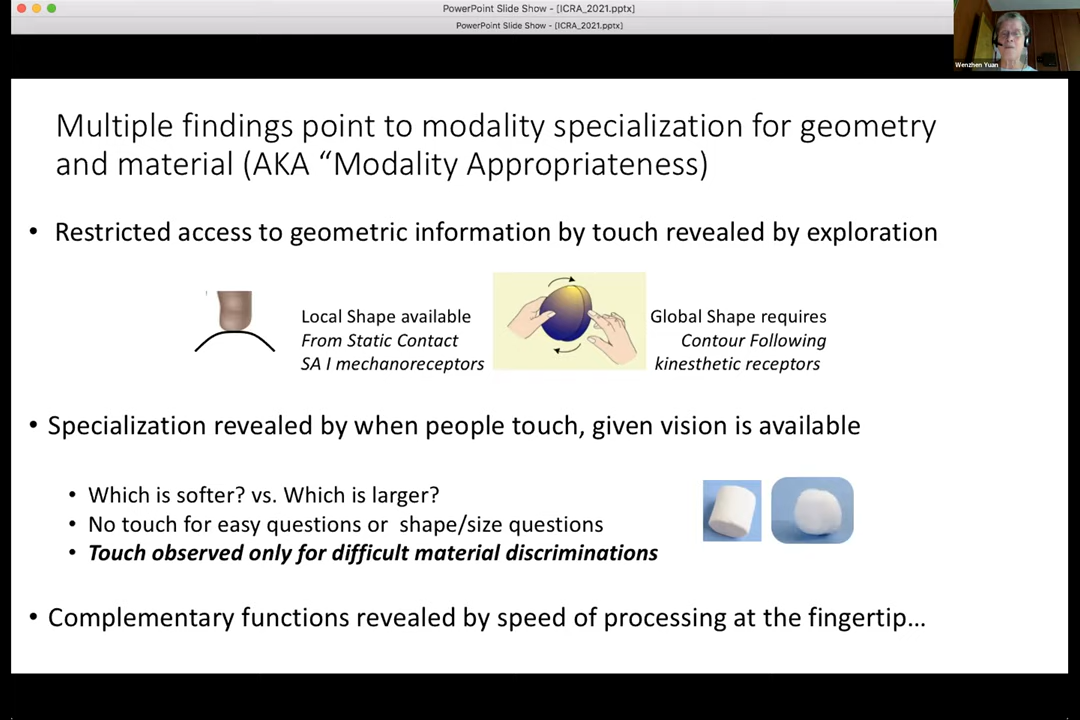 PowerPoint Slide Show - [ICRA_2021.pptx]
PowerPoint Slide Show - [ICRA_2021.pptx]
Wenzhen Yuan
Multiple findings point to modality specialization for geometry
and material (AKA “Modality Appropriateness)
• Restricted access to geometric information by touch revealed by exploration
Local Shape available
From Static Contact
SA I mechanoreceptors
Global Shape requires
Contour Following
kinesthetic receptors
• Specialization revealed by when people touch, given vision is available
• Which is softer? vs. Which is larger?
• No touch for easy questions or shape/size questions
• Touch observed only for difficult material discriminations
• Complementary functions revealed by speed of processing at the fingertip...